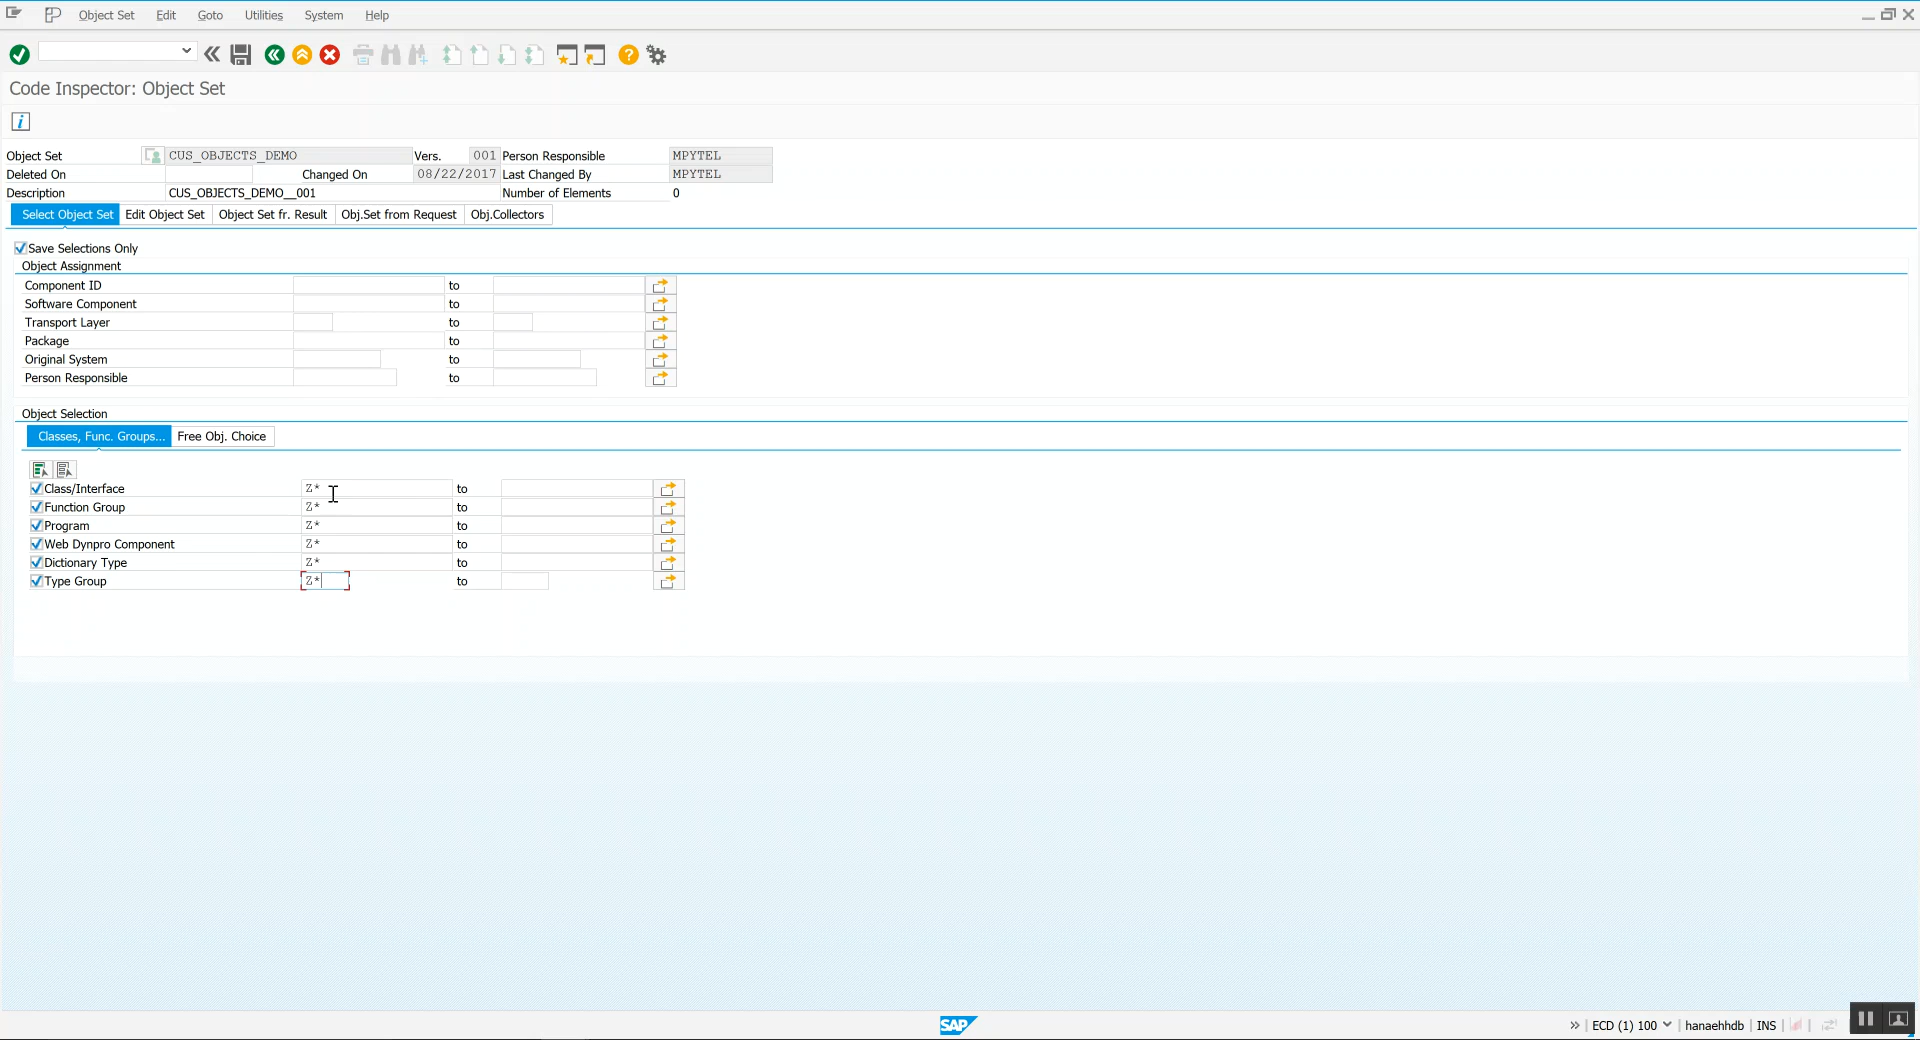 Object Set Edit Goto Utilities System Help
Code Inspector: Object Set
Object Set CUS_OBJECTS_DEMO Vers. 001 Person Responsible MPYTEL
Deleted On Changed On 08/22/2017 Last Changed By MPYTEL
Description CUS_OBJECTS_DEMO__001 Number of Elements 0
Select Object Set Edit Object Set Object Set fr. Result Obj.Set from Request Obj.Collectors
Save Selections Only
Object Assignment
Component ID to
Software Component to
Transport Layer to
Package to
Original System to
Person Responsible to
Object Selection
Classes, Func. Groups... Free Obj. Choice
Class/Interface Z* to
Function Group Z* to
Program Z* to
Web Dynpro Component Z* to
Dictionary Type Z* to
Type Group Z* to
SAP ECD (1) 100 hanaehhdb INS